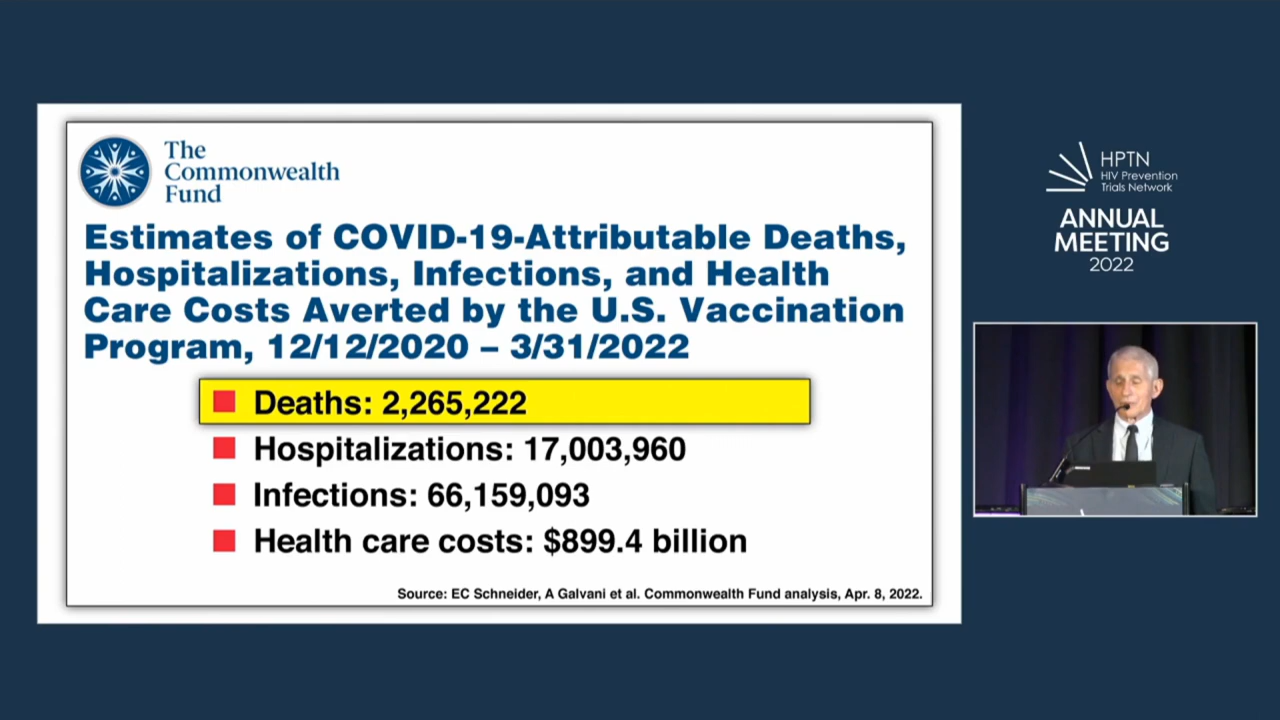 The
Commonwealth
Fund
Estimates of COVID-19-Attributable Deaths,
Hospitalizations, Infections, and Health
Care Costs Averted by the U.S. Vaccination
Program, 12/12/2020 – 3/31/2022
Deaths: 2,265,222
Hospitalizations: 17,003,960
Infections: 66,159,093
Health care costs: $899.4 billion
Source: EC Schneider, A Galvani et al. Commonwealth Fund analysis, Apr. 8, 2022.
HPTN
HIV Prevention
Trials Network
ANNUAL
MEETING
2022